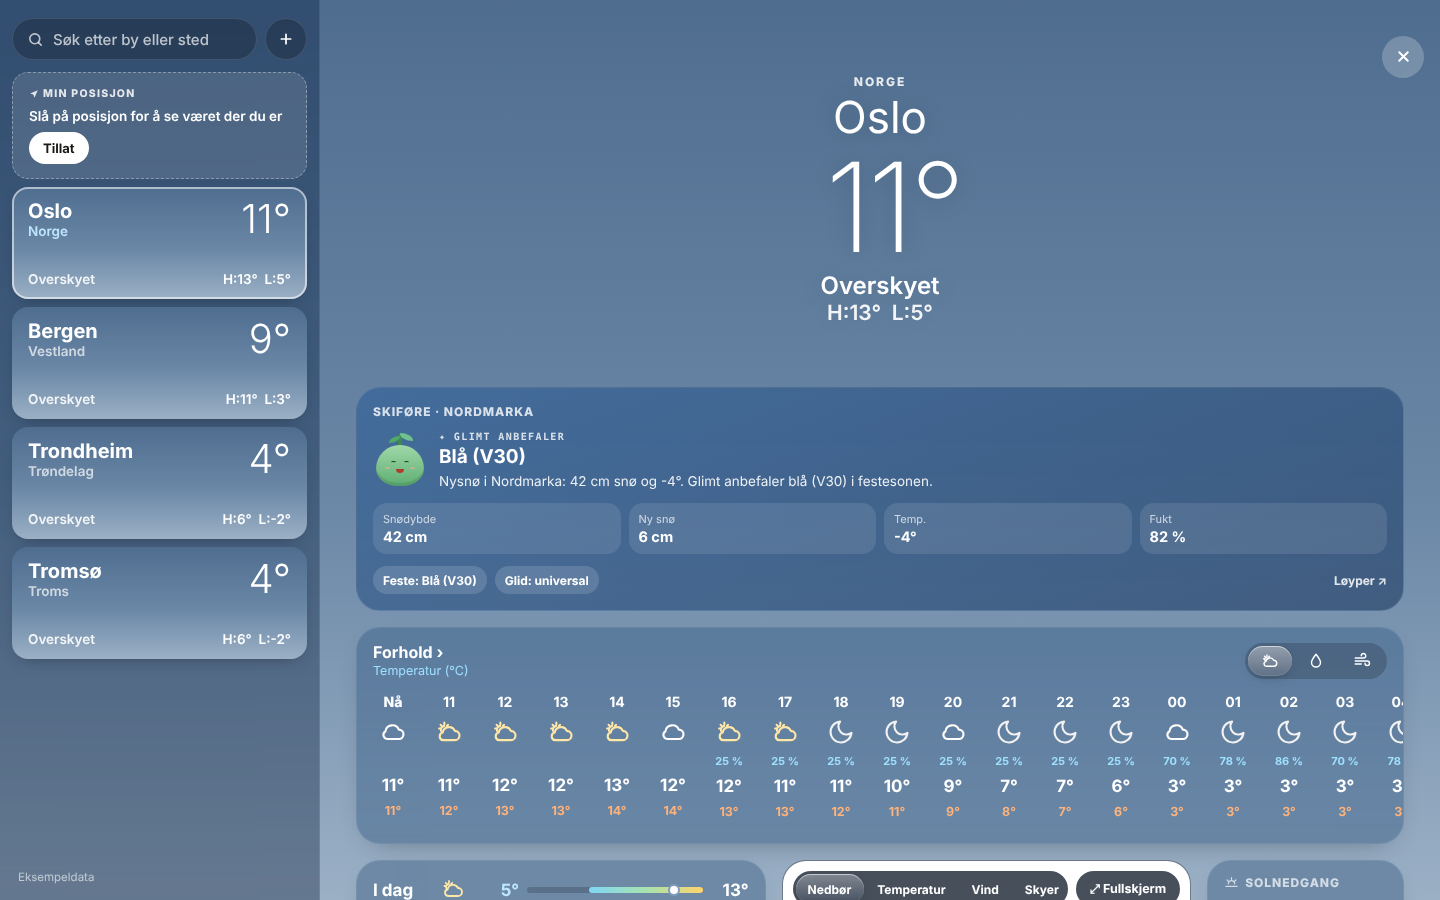 Søk etter by eller sted
MIN POSISJON
Slå på posisjon for å se været der du er
Tillat
Oslo
11°
Norge
Overskyet
H:13° L:5°
Bergen
9°
Vestland
Overskyet
H:11° L:3°
Trondheim
4°
Trøndelag
Overskyet
H:6° L:-2°
Tromsø
4°
Troms
Overskyet
H:6° L:-2°
Eksempeldata
NORGE
Oslo
11°
Overskyet
H:13° L:5°
SKIFØRE · NORDMARKA
GLIMT ANBEFALER
Blå (V30)
Nysnø i Nordmarka: 42 cm snø og -4°. Glimt anbefaler blå (V30) i festesonen.
Snødybde
42 cm
Ny snø
6 cm
Temp.
-4°
Fukt
82 %
Feste: Blå (V30)
Glid: universal
Løyper ↗
Forhold ›
Temperatur (°C)
Nå 11 12 13 14 15 16 17 18 19 20 21 22 23 00 01 02 03
25 % 25 % 25 % 25 % 25 % 25 % 25 % 25 % 70 % 78 % 86 % 70 % 78
11° 11° 12° 12° 13° 12° 12° 11° 11° 10° 9° 7° 7° 6° 3° 3° 3° 3° 3
11° 12° 13° 13° 14° 14° 13° 13° 12° 11° 9° 8° 7° 6° 3° 3° 3° 3° 3
I dag
5°
13°
Nedbør
Temperatur
Vind
Skyer
Fullskjerm
SOLNEDGANG